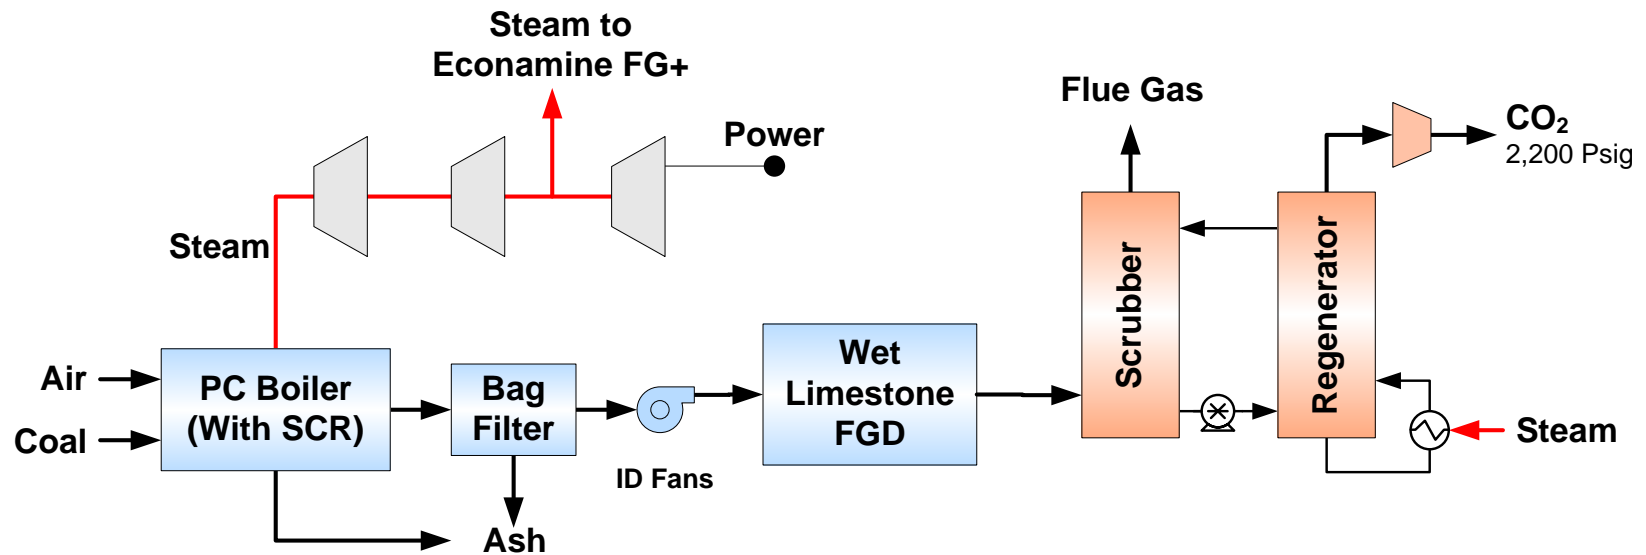 Steam to
Econamine FG+
Power
Flue Gas
CO₂
2,200 Psig
Steam
Scrubber
Regenerator
Air
Coal
PC Boiler
(With SCR)
Bag
Filter
ID Fans
Wet
Limestone
FGD
Steam
Ash